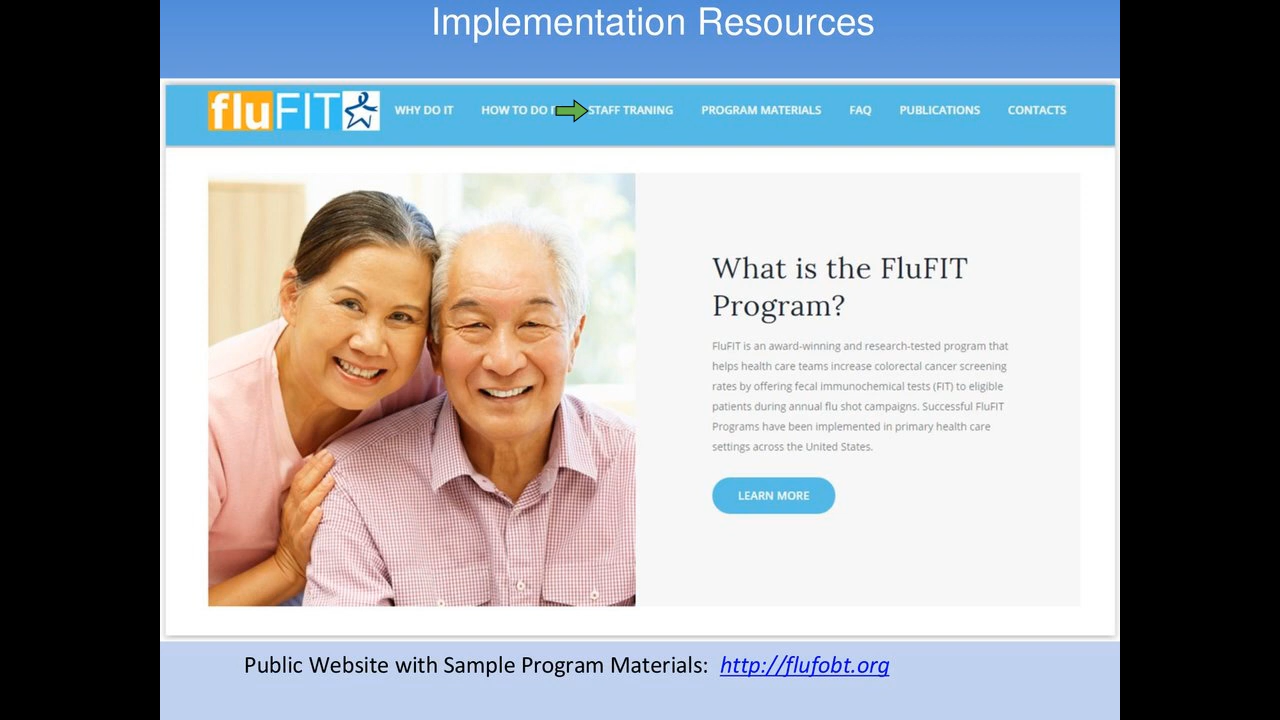 Implementation Resources
fluFIT WHY DO IT HOW TO DO STAFF TRANING PROGRAM MATERIALS FAQ PUBLICATIONS CONTACTS
What is the FluFIT
Program?
FluFIT is an award-winning and research-tested program that
helps health care teams increase colorectal cancer screening
rates by offering fecal immunochemical tests (FIT) to eligible
patients during annual flu shot campaigns. Successful FluFIT
Programs have been implemented in primary health care
settings across the United States.
LEARN MORE
Public Website with Sample Program Materials: http://flufobt.org